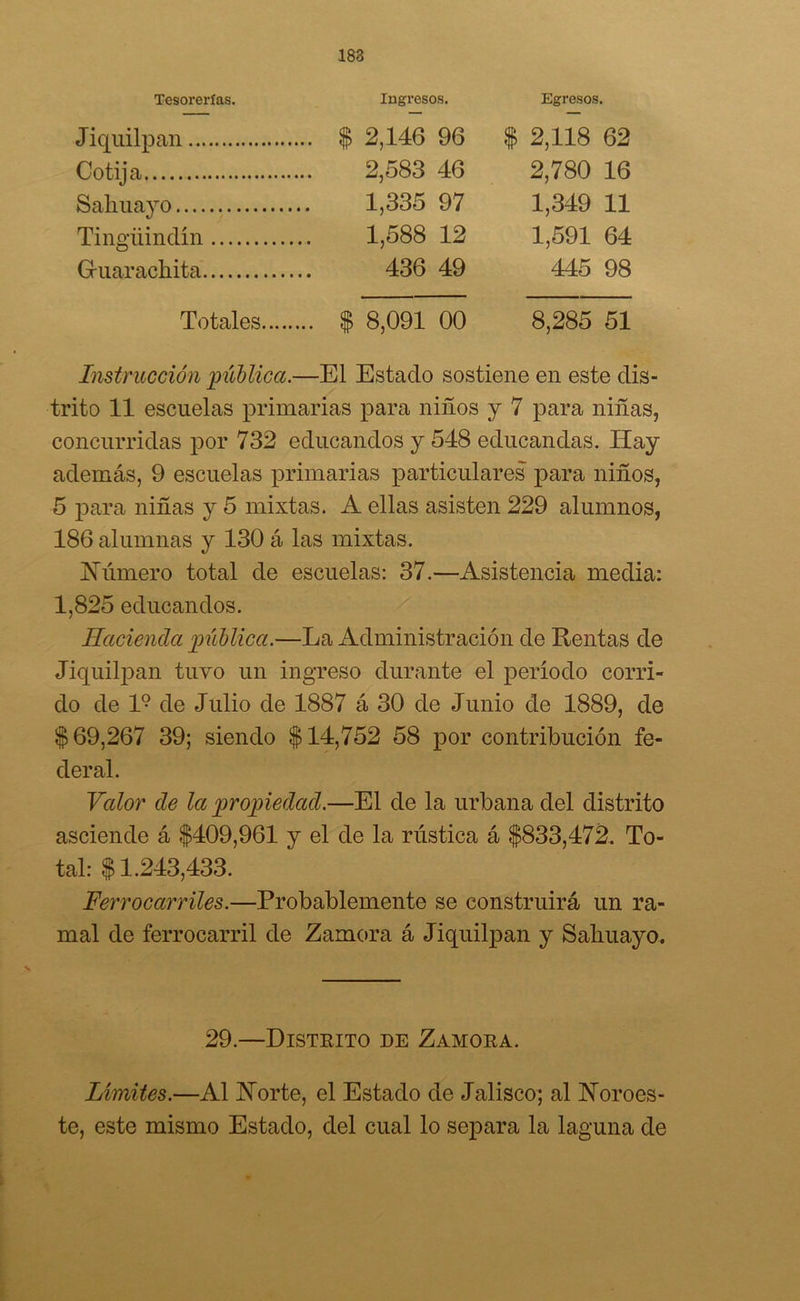 183
Tesorerías. Ingresos. Egresos.
Jiquilpan.................... $ 2,146 96 $ 2,118 62
Cotija........................... 2,583 46 2,780 16
Sahuayo................. 1,335 97 1,349 11
Tingüindín............. 1,588 12 1,591 64
Guarachita.............. 436 49 445 98
Totales........ $ 8,091 00 8,285 51
Instrucción pública.—El Estado sostiene en este dis-
trito 11 escuelas primarias para niños y 7 para niñas,
concurridas por 732 educandos y 548 educandas. Hay
además, 9 escuelas primarias particulares para niños,
5 para niñas y 5 mixtas. A ellas asisten 229 alumnos,
186 alumnas y 130 á las mixtas.
Número total de escuelas: 37.—Asistencia media:
1,825 educandos.
Hacienda pública.—La Administración de Rentas de
Jiquilpan tuvo un ingreso durante el período corri-
do de 1º de Julio de 1887 á 30 de Junio de 1889, de
$69,267 39; siendo $14,752 58 por contribución fe-
deral.
Valor de la propiedad.—El de la urbana del distrito
asciende á $409,961 y el de la rústica á $833,472. To-
tal: $1.243,433.
Ferrocarriles.—Probablemente se construirá un ra-
mal de ferrocarril de Zamora á Jiquilpan y Sahuayo.
29.—DISTRITO DE ZAMORA.
Límites.—Al Norte, el Estado de Jalisco; al Noroes-
te, este mismo Estado, del cual lo separa la laguna de